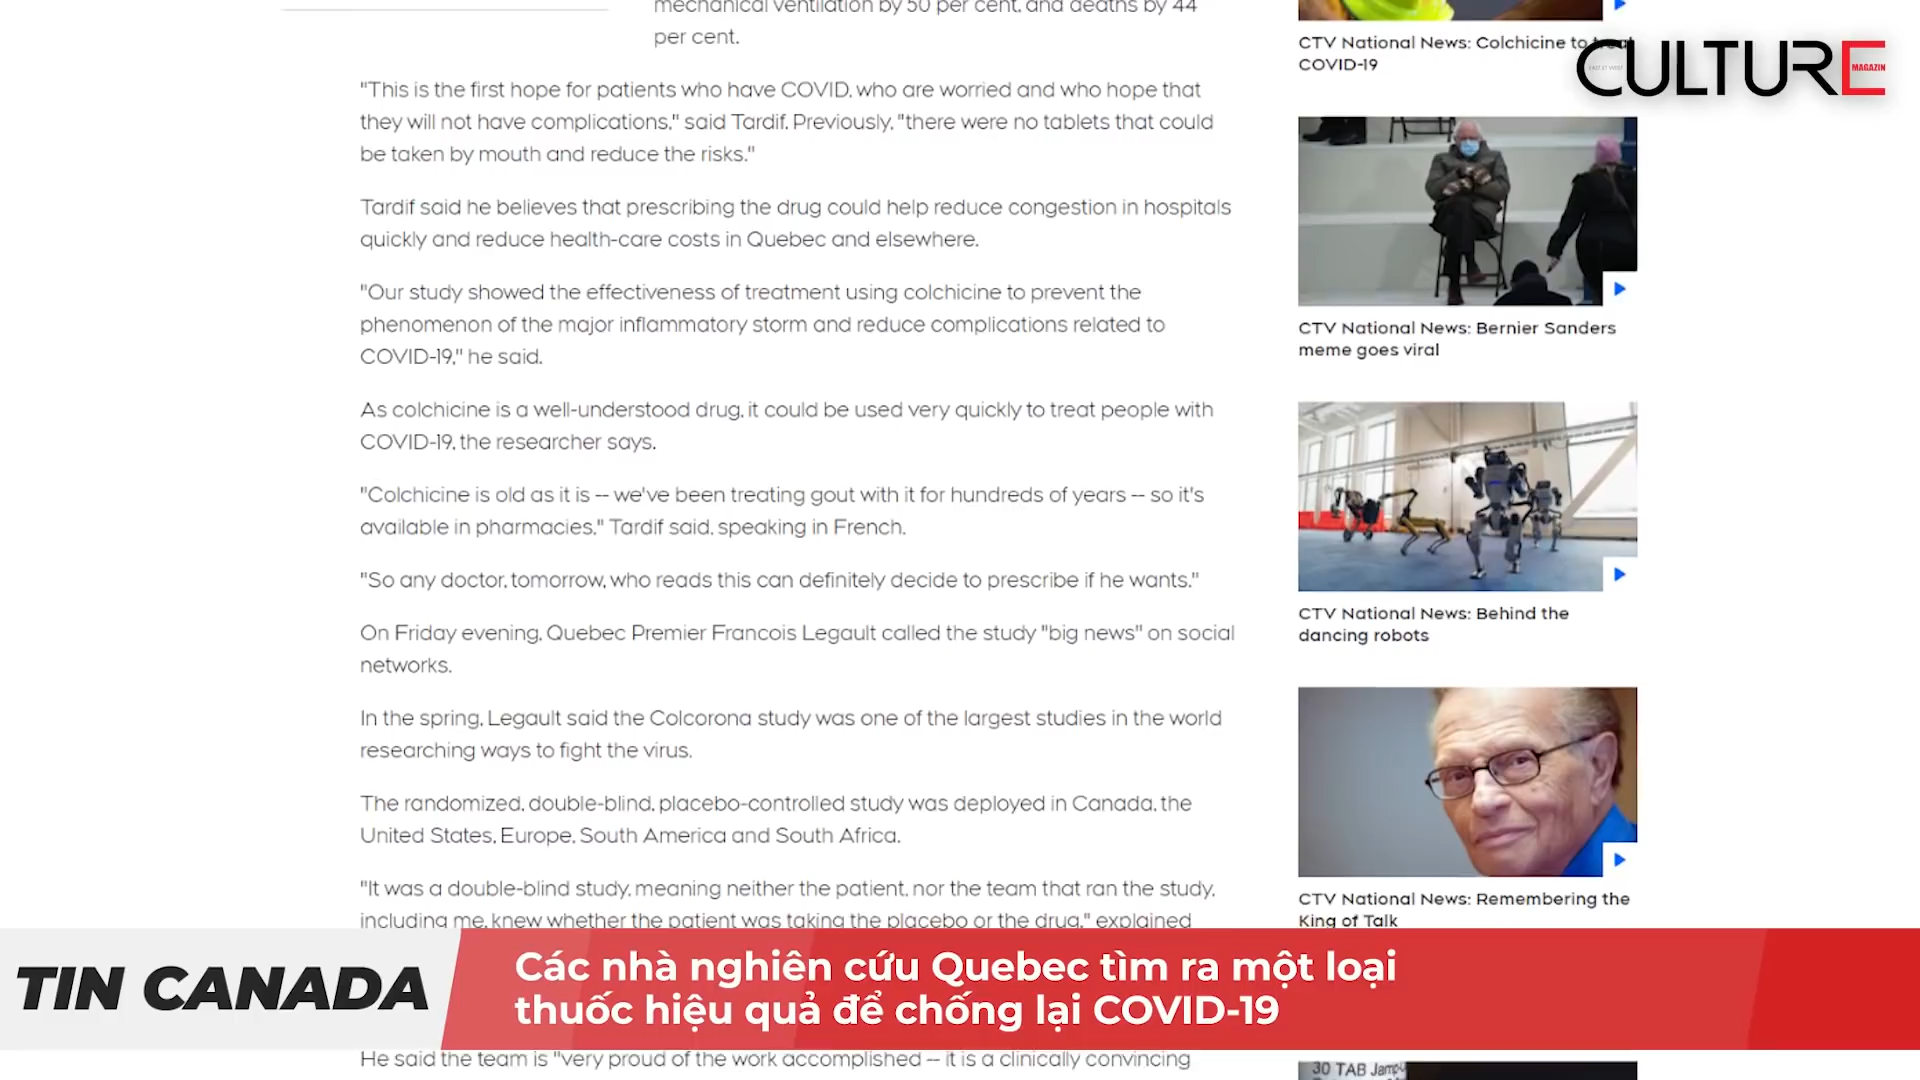 mechanical ventilation by 50 per cent, and deaths by 44
per cent.
"This is the first hope for patients who have COVID, who are worried and who hope that
they will not have complications," said Tardif. Previously, "there were no tablets that could
be taken by mouth and reduce the risks."
Tardif said he believes that prescribing the drug could help reduce congestion in hospitals
quickly and reduce health-care costs in Quebec and elsewhere.
"Our study showed the effectiveness of treatment using colchicine to prevent the
phenomenon of the major inflammatory storm and reduce complications related to
COVID-19," he said.
As colchicine is a well-understood drug, it could be used very quickly to treat people with
COVID-19, the researcher says.
"Colchicine is old as it is -- we've been treating gout with it for hundreds of years -- so it's
available in pharmacies," Tardif said, speaking in French.
"So any doctor, tomorrow, who reads this can definitely decide to prescribe if he wants."
On Friday evening, Quebec Premier Francois Legault called the study "big news" on social
networks.
In the spring, Legault said the Colcorona study was one of the largest studies in the world
researching ways to fight the virus.
The randomized, double-blind, placebo-controlled study was deployed in Canada, the
United States, Europe, South America and South Africa.
"It was a double-blind study, meaning neither the patient, nor the team that ran the study,
including me, knew whether the patient was taking the placebo or the drug," explained
He said the team is "very proud of the work accomplished -- it is a clinically convincing
CTV National News: Colchicine to treat
COVID-19
CULTURE
MAGAZIN
CTV National News: Bernier Sanders
meme goes viral
CTV National News: Behind the
dancing robots
CTV National News: Remembering the
King of Talk
30 TAB
TIN CANADA
Các nhà nghiên cứu Quebec tìm ra một loại
thuốc hiệu quả để chống lại COVID-19